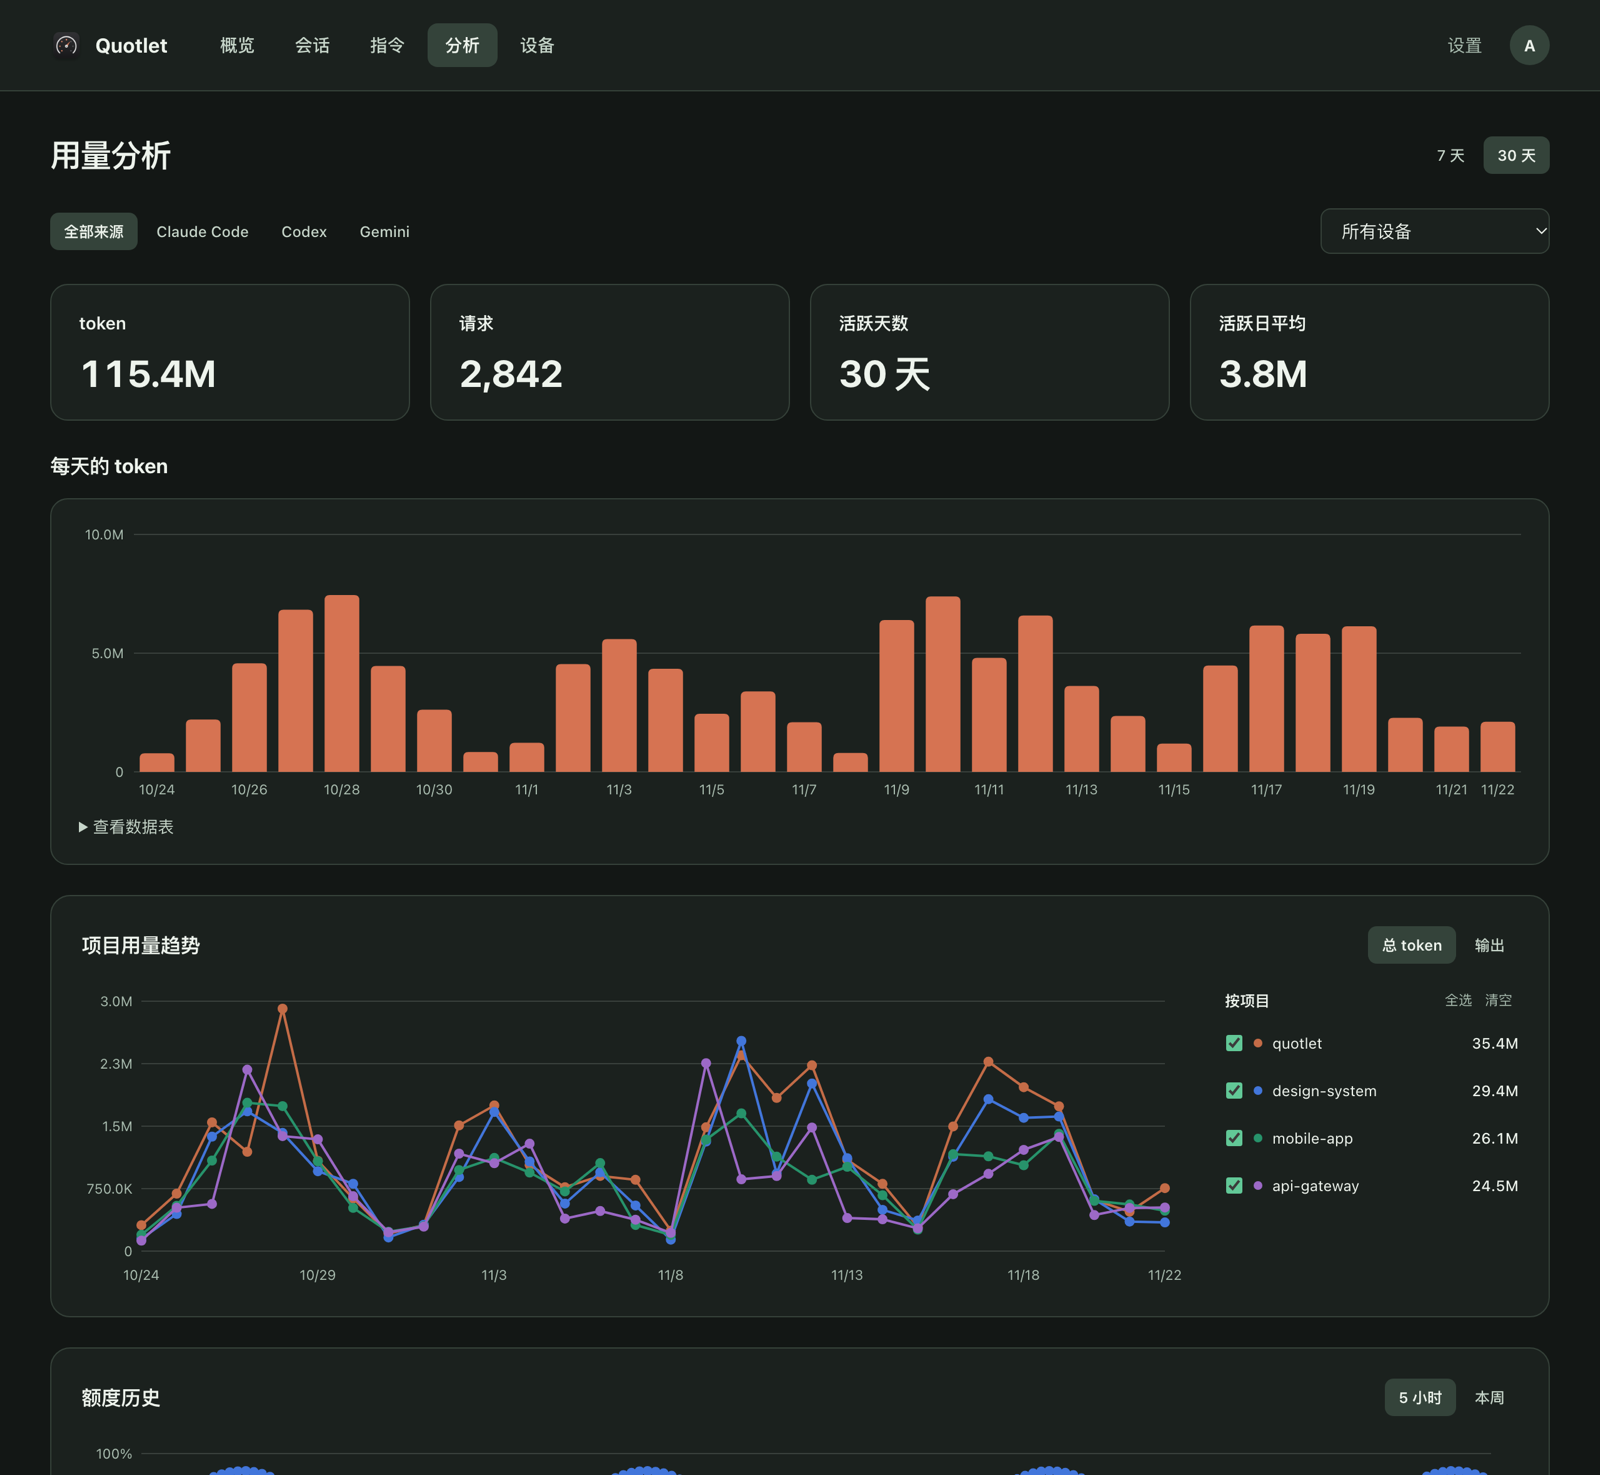 Quotlet 概览 会话 指令 分析 设备 设置 A
用量分析 7 天 30 天
全部来源 Claude Code Codex Gemini 所有设备
token 请求 活跃天数 活跃日平均
115.4M 2,842 30 天 3.8M
每天的 token
10.0M
5.0M
0
10/24 10/26 10/28 10/30 11/1 11/3 11/5 11/7 11/9 11/11 11/13 11/15 11/17 11/19 11/21 11/22
查看数据表
项目用量趋势 总 token 输出
3.0M
2.3M
1.5M
750.0K
0
10/24 10/29 11/3 11/8 11/13 11/18 11/22
按项目 全选 清空
quotlet 35.4M
design-system 29.4M
mobile-app 26.1M
api-gateway 24.5M
额度历史 5 小时 本周
100%